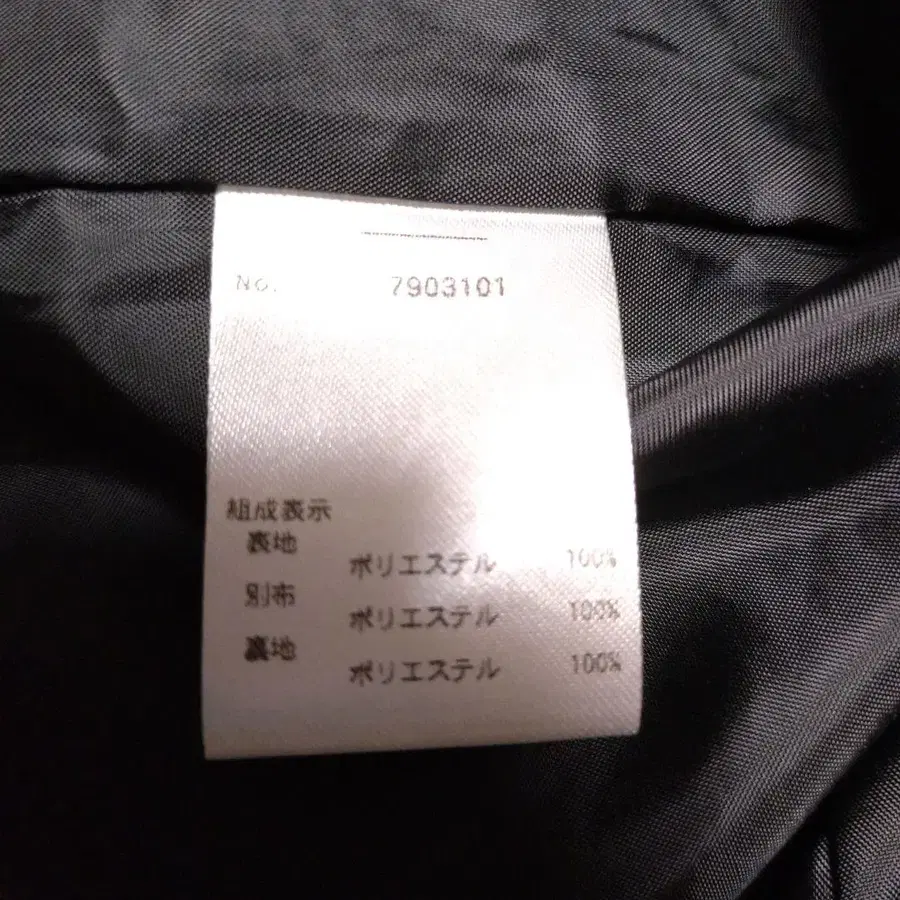 No. 7903101
組成表示
表地
ポリエステル 100%
別布
ポリエステル 100%
裏地
ポリエステル 100%